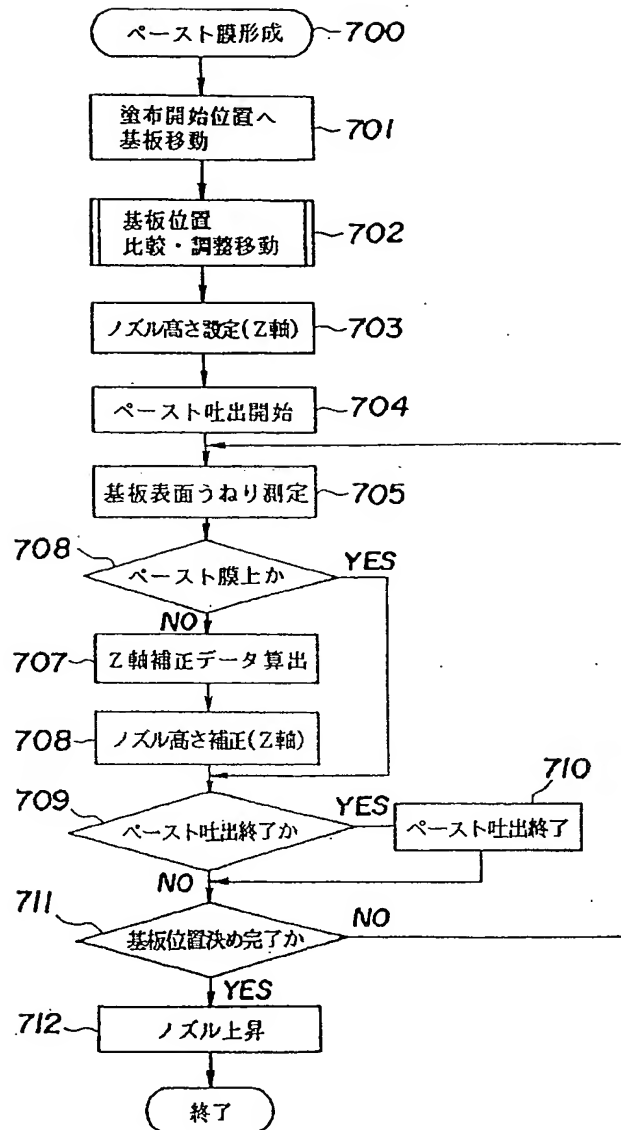 ペースト膜形成
700
塗布開始位置へ
基板移動
701
基板位置
比較・調整移動
702
ノズル高さ設定(Z軸)
703
ペースト吐出開始
704
基板表面うねり測定
705
708
ペースト膜上か
YES
NO
707
Z軸補正データ算出
708
ノズル高さ補正(Z軸)
709
ペースト吐出終了か
YES
710
ペースト吐出終了
NO
711
基板位置決め完了か
NO
YES
712
ノズル上昇
終了